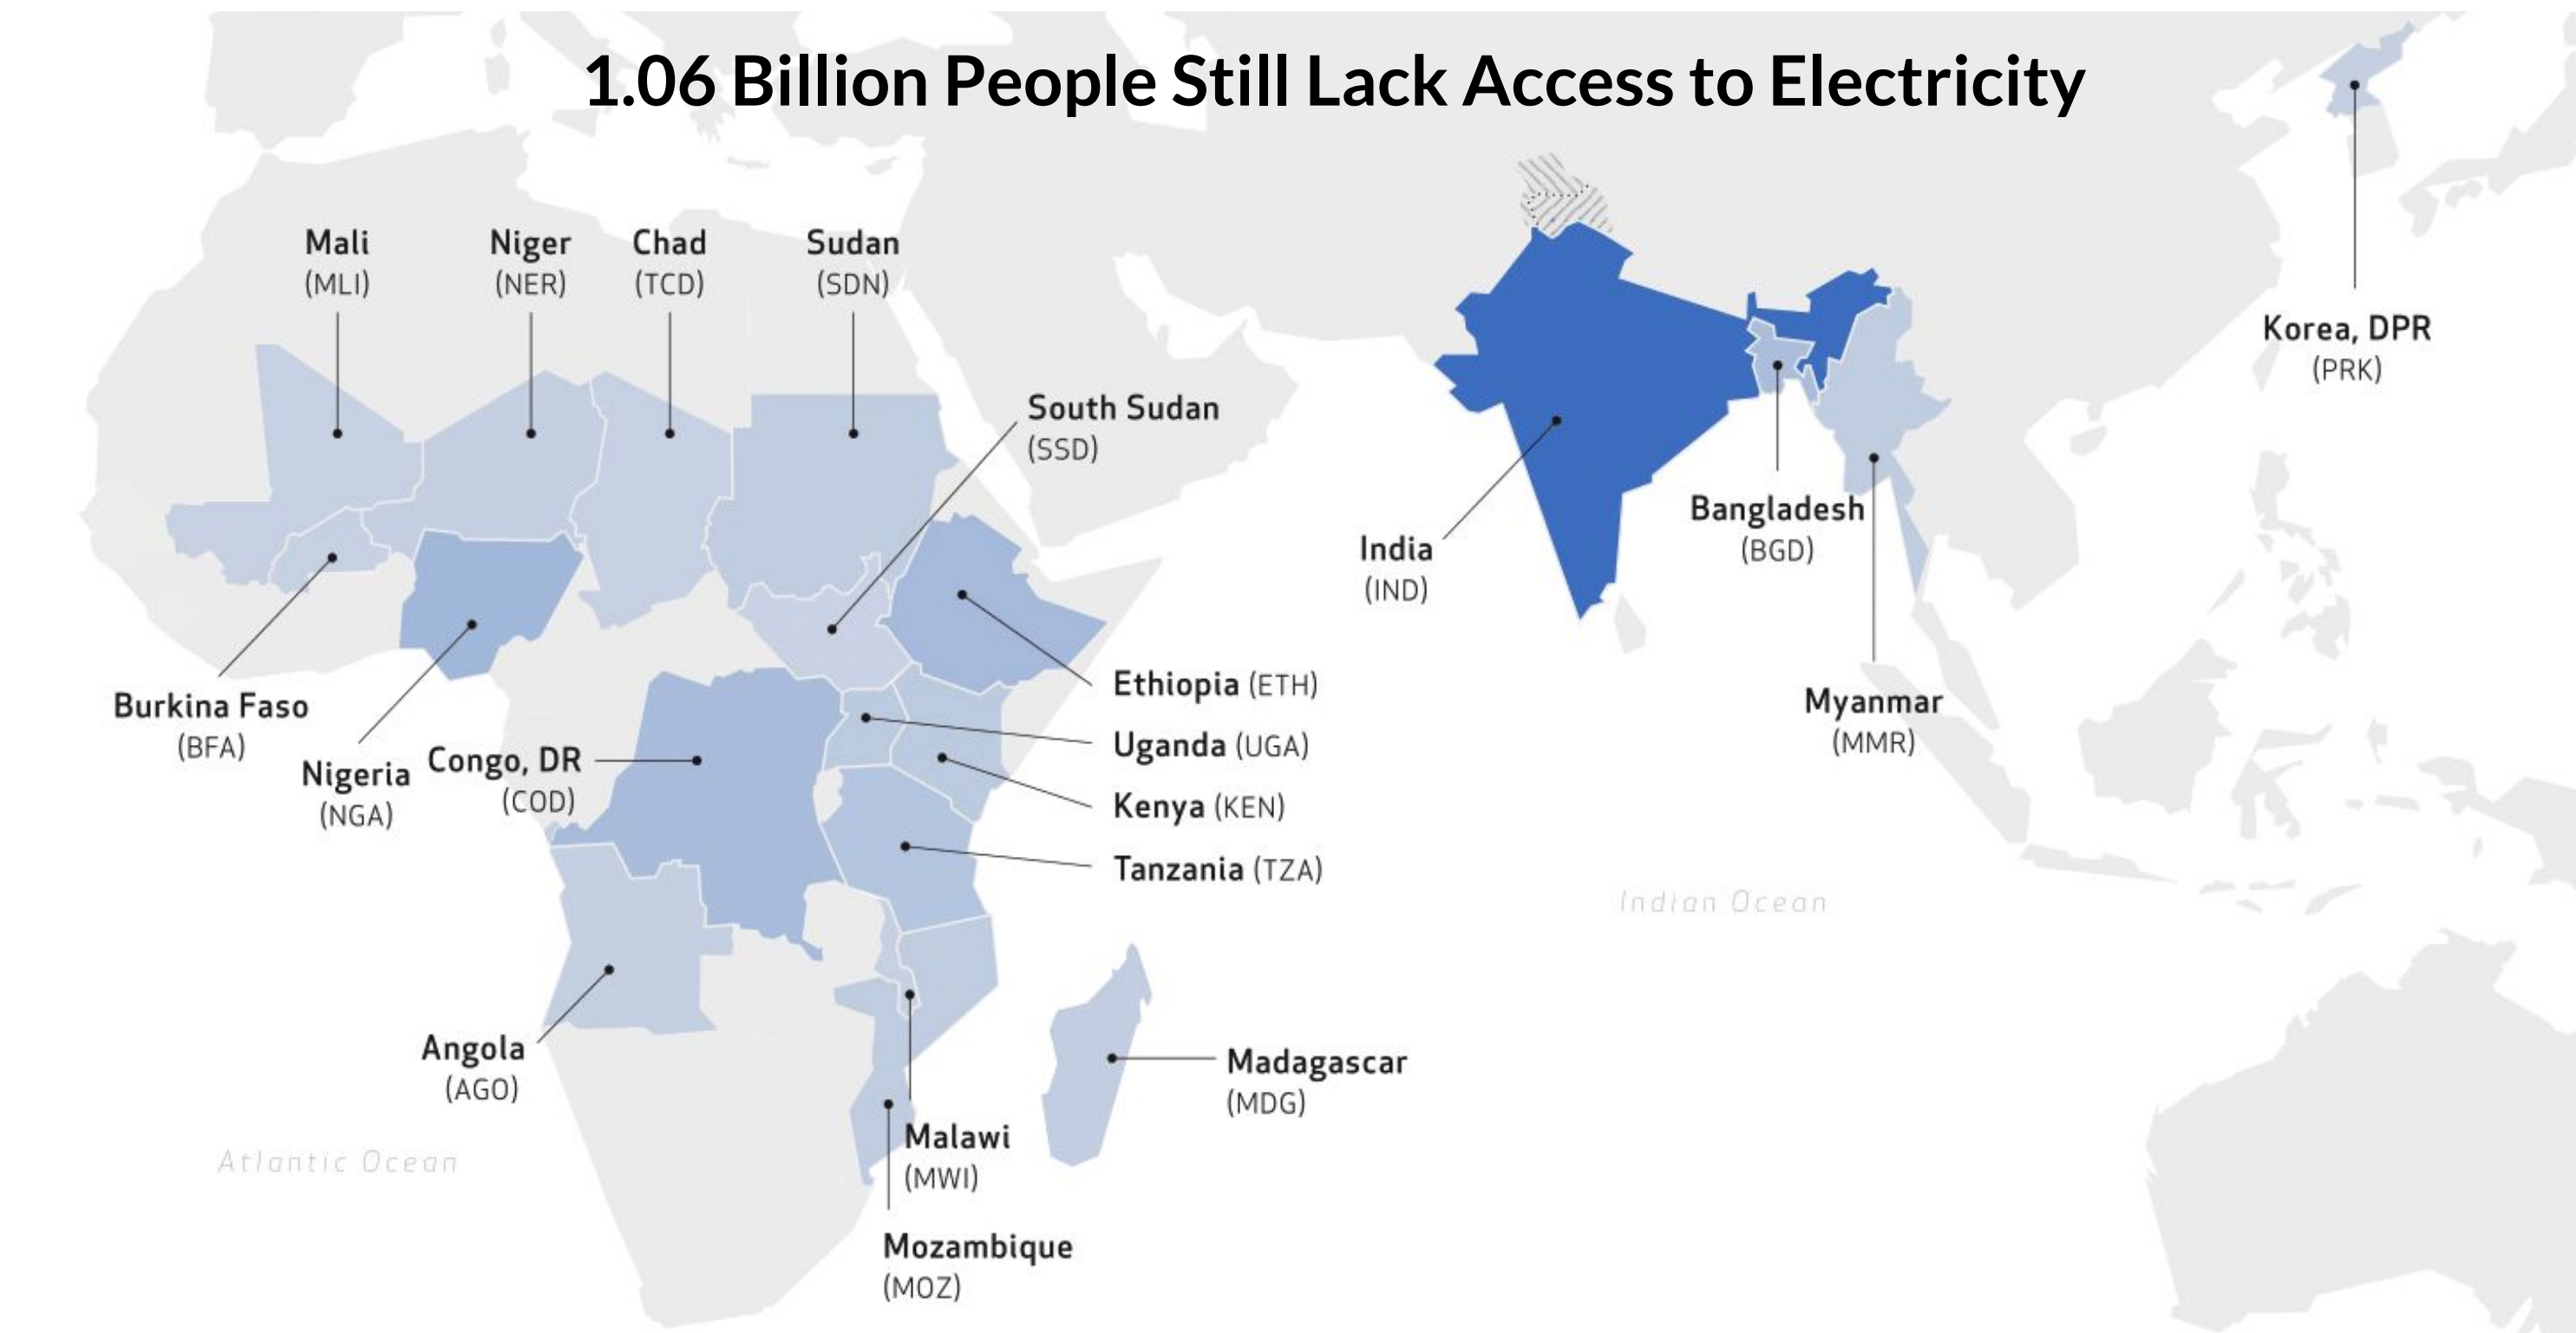 1.06 Billion People Still Lack Access to Electricity
Mali
(MLI)
Niger
(NER)
Chad
(TCD)
Sudan
(SDN)
South Sudan
(SSD)
Korea, DPR
(PRK)
India
(IND)
Bangladesh
(BGD)
Myanmar
(MMR)
Burkina Faso
(BFA)
Nigeria
(NGA)
Congo, DR
(COD)
Ethiopia (ETH)
Uganda (UGA)
Kenya (KEN)
Tanzania (TZA)
Indian Ocean
Angola
(AGO)
Madagascar
(MDG)
Malawi
(MWI)
Atlantic Ocean
Mozambique
(MOZ)